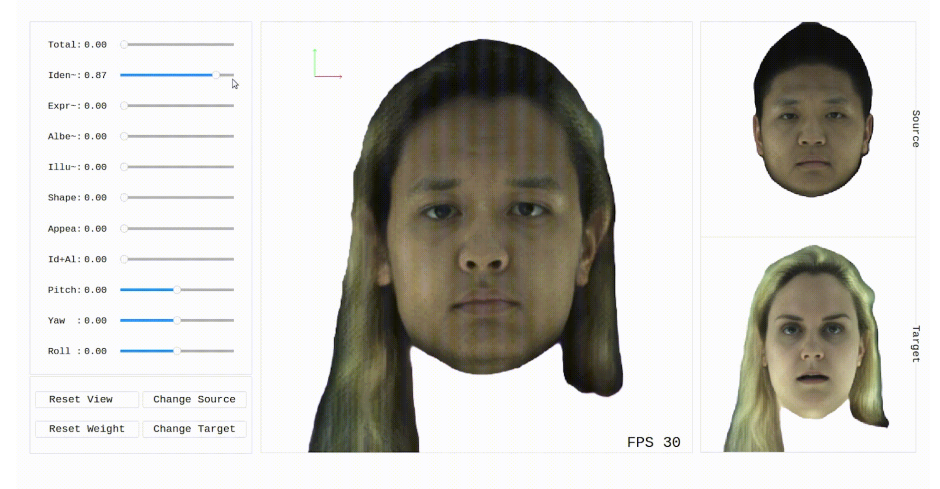 Total: 0.00
Iden~: 0.87
Expr~: 0.00
Albe~: 0.00
Illu~: 0.00
Shape: 0.00
Appea: 0.00
Id+Al: 0.00
Pitch: 0.00
Yaw : 0.00
Roll : 0.00
Reset View
Change Source
Reset Weight
Change Target
FPS 30
Source
Target